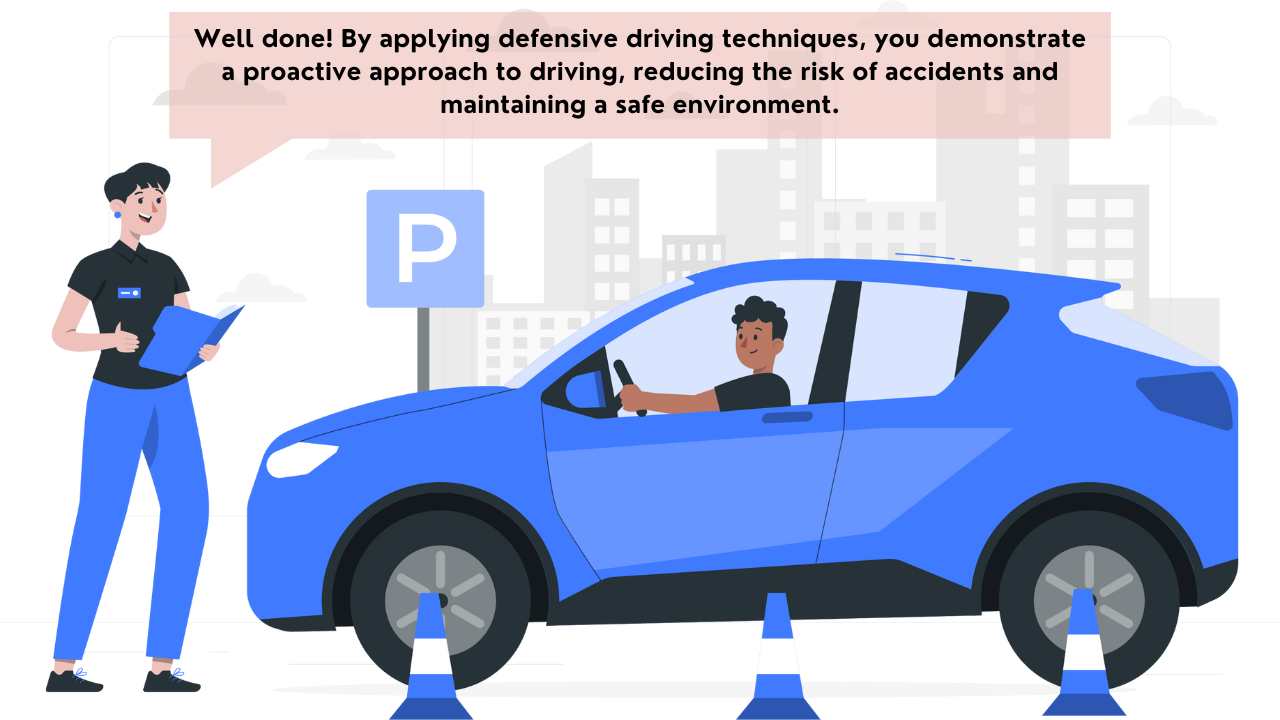 Well done! By applying defensive driving techniques, you demonstrate
a proactive approach to driving, reducing the risk of accidents and
maintaining a safe environment.
P